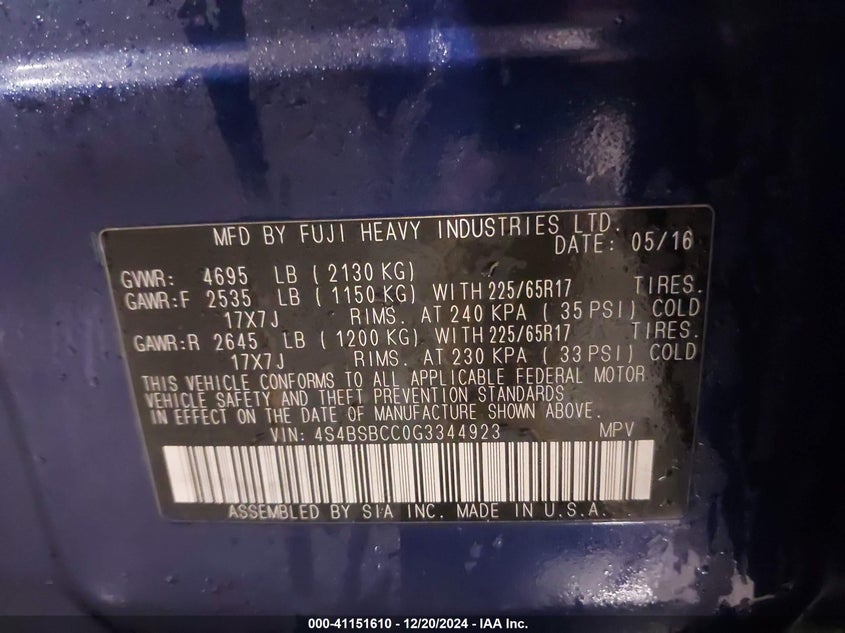 MFD BY FUJI HEAVY INDUSTRIES LTD.
DATE: 05/16
GVWR: 4695 LB ( 2130 KG)
GAWR:F 2535 LB ( 1150 KG) WITH 225/65R17 TIRES.
17X7J RIMS. AT 240 KPA ( 35 PSI) COLD
GAWR:R 2645 LB ( 1200 KG) WITH 225/65R17 TIRES.
17X7J RIMS. AT 230 KPA ( 33 PSI) COLD
THIS VEHICLE CONFORMS TO ALL APPLICABLE FEDERAL MOTOR
VEHICLE SAFETY AND THEFT PREVENTION STANDARDS
IN EFFECT ON THE DATE OF MANUFACTURE SHOWN ABOVE.
VIN: 4S4BSBCC0G3344923 MPV
ASSEMBLED BY SIA INC. MADE IN U.S.A.
000-41151610 - 12/20/2024 - IAA Inc.